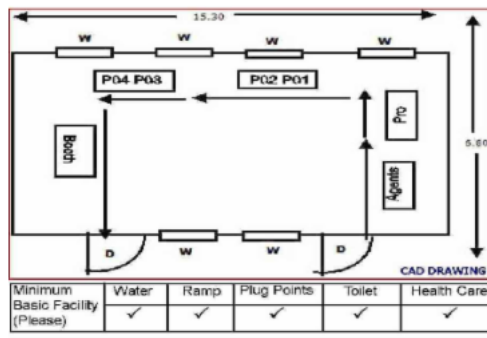 15.30
W W W W
P04 P03 P02 P01
Pro
Booth
Agents
D W W D
CAD DRAWING
Minimum Basic Facility (Please) Water Ramp Plug Points Toilet Health Care
✓ ✓ ✓ ✓ ✓